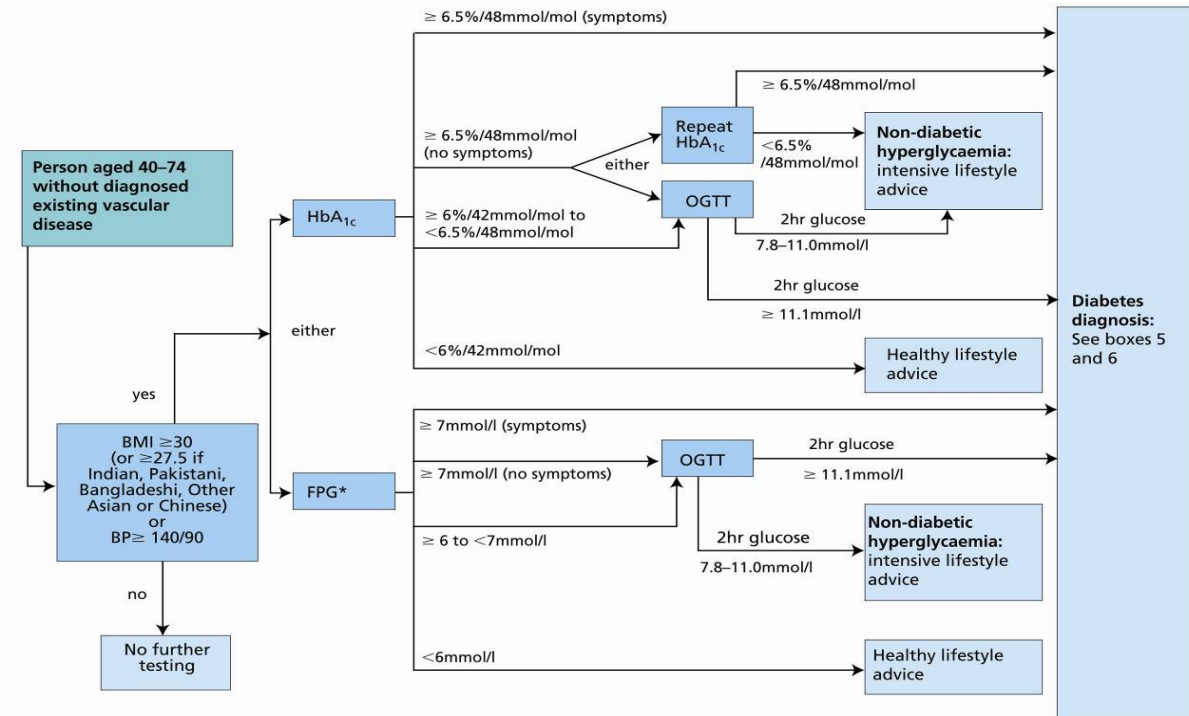 Person aged 40–74
without diagnosed
existing vascular
disease
BMI ≥30
(or ≥27.5 if
Indian, Pakistani,
Bangladeshi, Other
Asian or Chinese)
or
BP≥ 140/90
yes
no
No further
testing
either
HbA1c
≥ 6.5%/48mmol/mol (symptoms)
≥ 6.5%/48mmol/mol
(no symptoms)
either
Repeat
HbA1c
≥ 6.5%/48mmol/mol
<6.5%
/48mmol/mol
Non-diabetic
hyperglycaemia:
intensive lifestyle
advice
≥ 6%/42mmol/mol to
<6.5%/48mmol/mol
OGTT
2hr glucose
7.8–11.0mmol/l
2hr glucose
≥ 11.1mmol/l
<6%/42mmol/mol
Healthy lifestyle
advice
FPG*
≥ 7mmol/l (symptoms)
≥ 7mmol/l (no symptoms)
OGTT
2hr glucose
≥ 11.1mmol/l
≥ 6 to <7mmol/l
2hr glucose
7.8–11.0mmol/l
Non-diabetic
hyperglycaemia:
intensive lifestyle
advice
<6mmol/l
Healthy lifestyle
advice
Diabetes
diagnosis:
See boxes 5
and 6